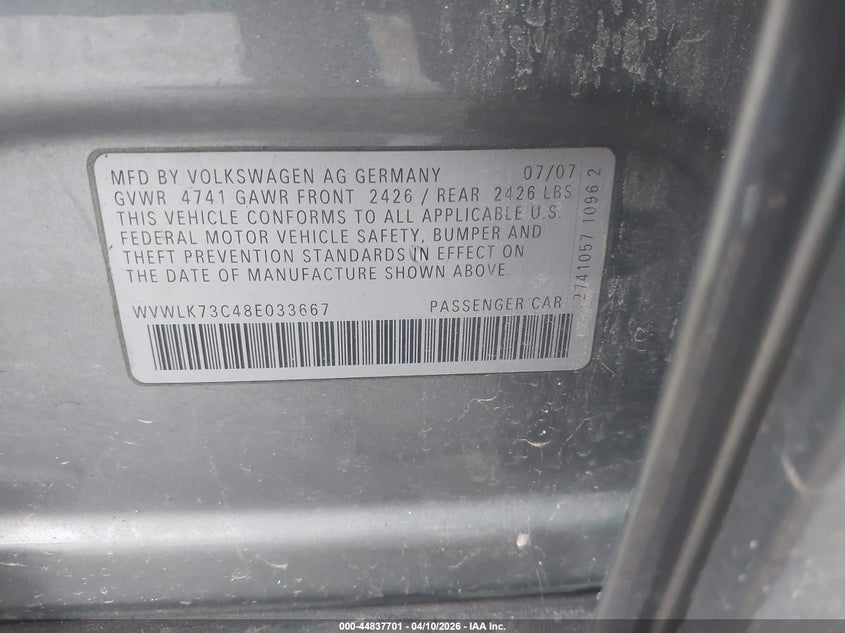 MFD BY VOLKSWAGEN AG GERMANY 07/07
GVWR 4741 GAWR FRONT 2426 / REAR 2426 LBS
THIS VEHICLE CONFORMS TO ALL APPLICABLE U.S.
FEDERAL MOTOR VEHICLE SAFETY, BUMPER AND
THEFT PREVENTION STANDARDS IN EFFECT ON
THE DATE OF MANUFACTURE SHOWN ABOVE.
WVWLK73C48E033667 PASSENGER CAR
2741057 1096 2
000-44837701 - 04/10/2026 - IAA Inc.